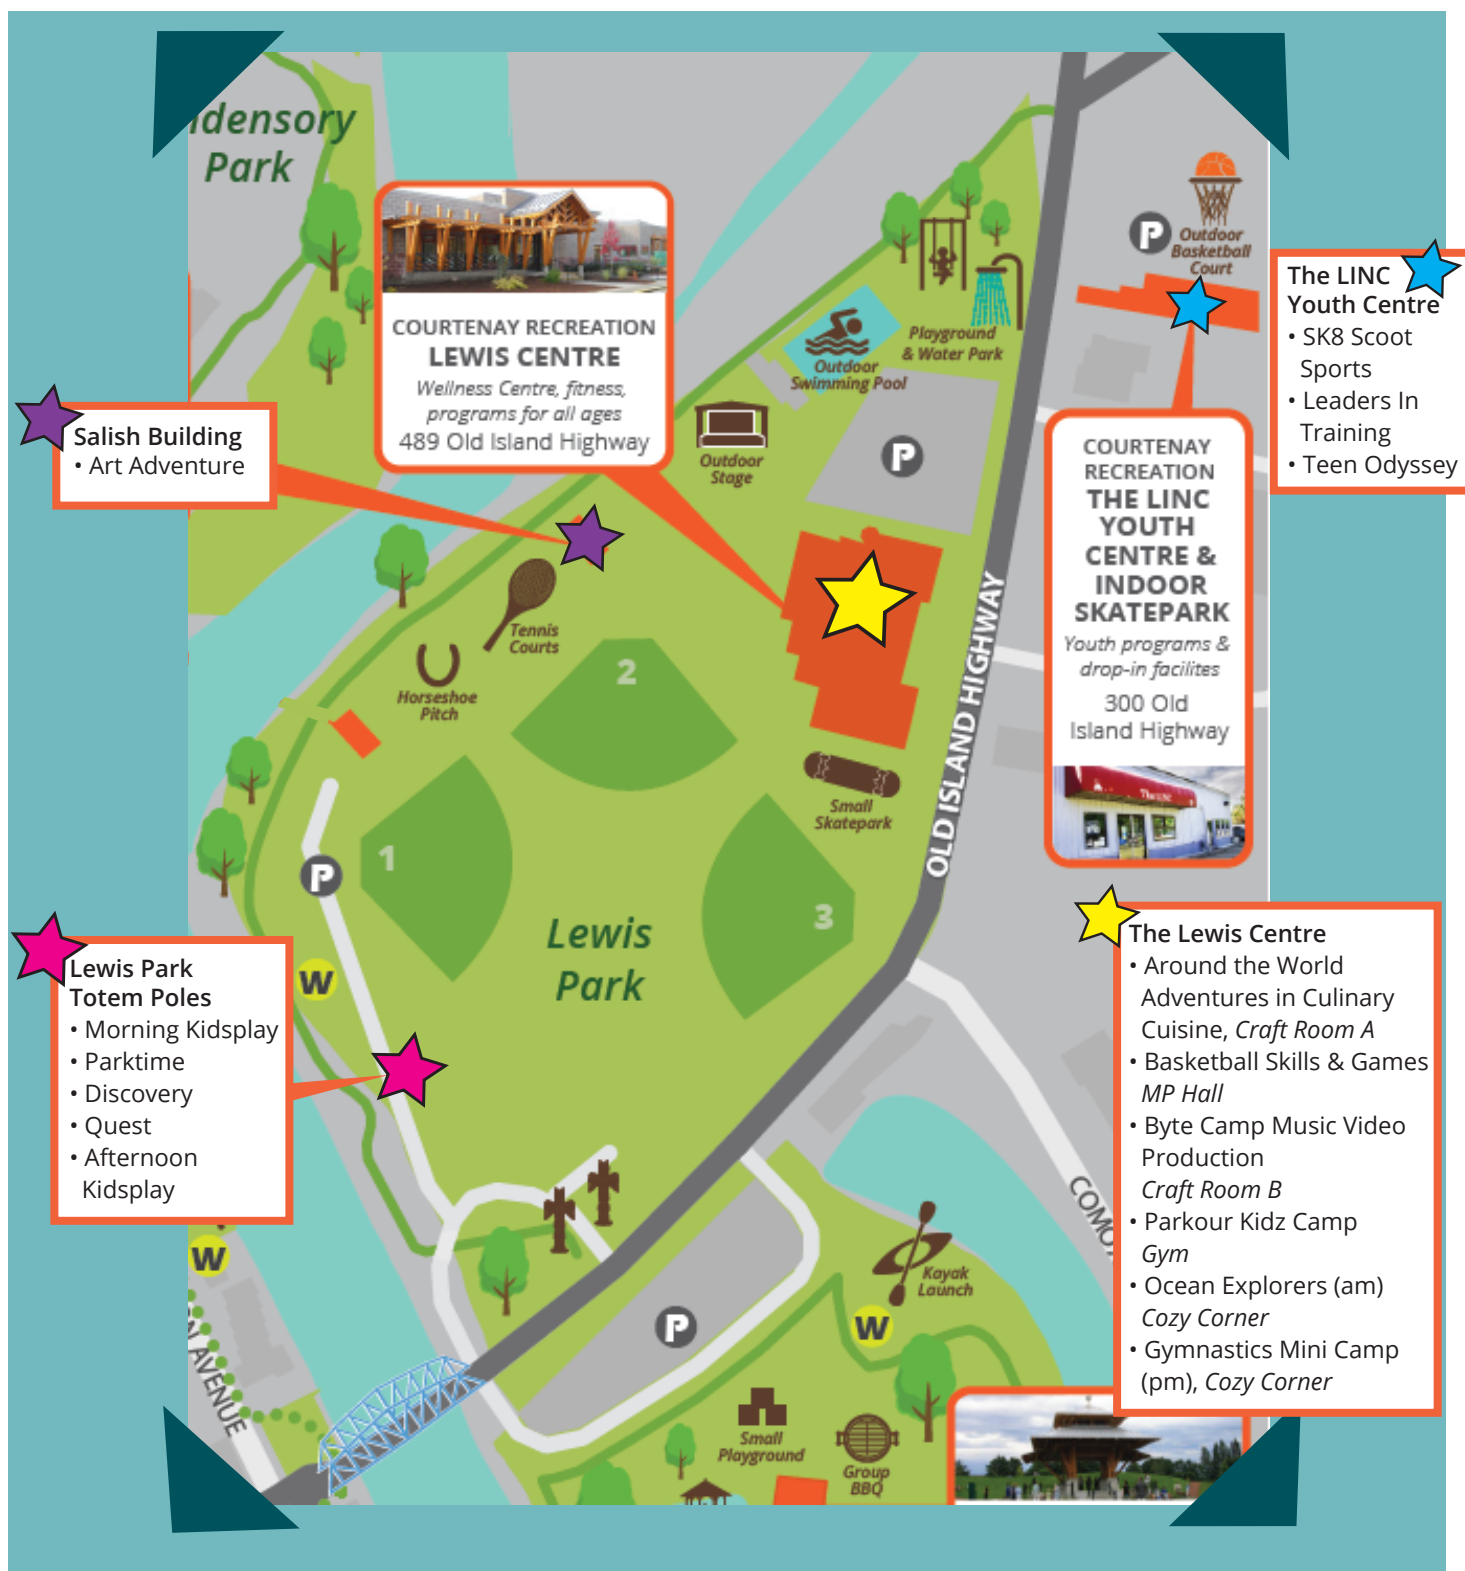 Park
COURTENAY RECREATION
LEWIS CENTRE
Wellness Centre, fitness,
programs for all ages
489 Old Island Highway
P
Outdoor
Basketball
Court
The LINC
Youth Centre
• SK8 Scoot
Sports
• Leaders In
Training
• Teen Odyssey
Playground
& Water Park
Outdoor
Swimming Pool
Salish Building
• Art Adventure
Outdoor
Stage
P
COURTENAY
RECREATION
THE LINC
YOUTH
CENTRE &
INDOOR
SKATEPARK
Youth programs &
drop-in facilites
300 Old
Island Highway
The LINC
Tennis
Courts
Horseshoe
Pitch
2
OLD ISLAND HIGHWAY
Small
Skatepark
1
P
3
Lewis
Park
W
Lewis Park
Totem Poles
• Morning Kidsplay
• Parktime
• Discovery
• Quest
• Afternoon
Kidsplay
The Lewis Centre
• Around the World
Adventures in Culinary
Cuisine, Craft Room A
• Basketball Skills & Games
MP Hall
• Byte Camp Music Video
Production
Craft Room B
• Parkour Kidz Camp
Gym
• Ocean Explorers (am)
Cozy Corner
• Gymnastics Mini Camp
(pm), Cozy Corner
W
Kayak
Launch
P
W
AVENUE
Small
Playground
Group
BBQ